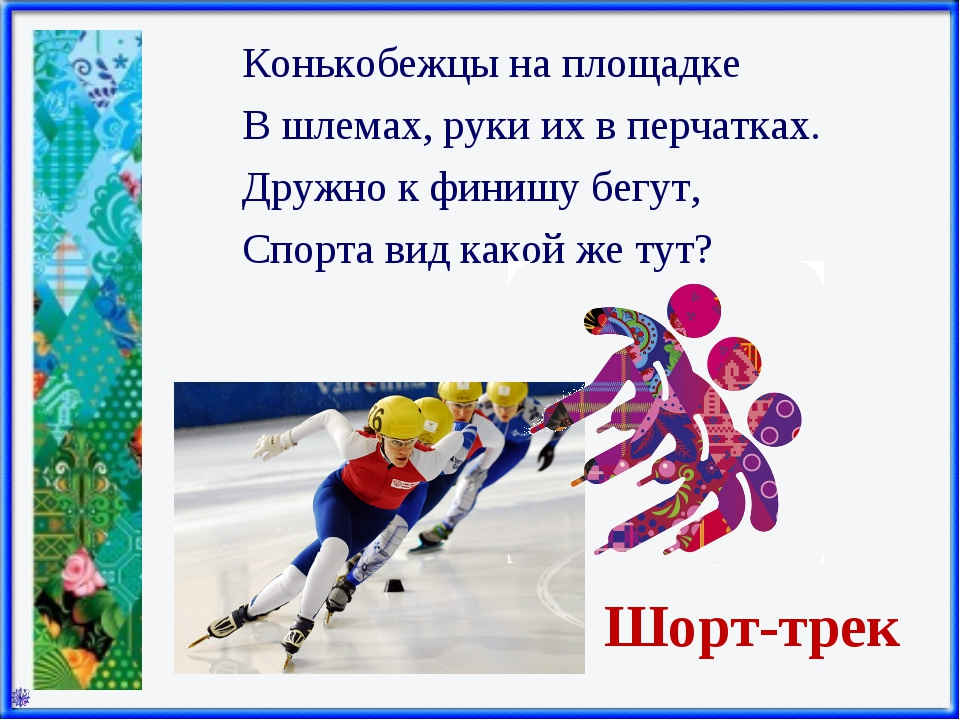 Конькобежцы на площадке
В шлемах, руки их в перчатках.
Дружно к финишу бегут,
Спорта вид какой же тут?
Шорт-трек